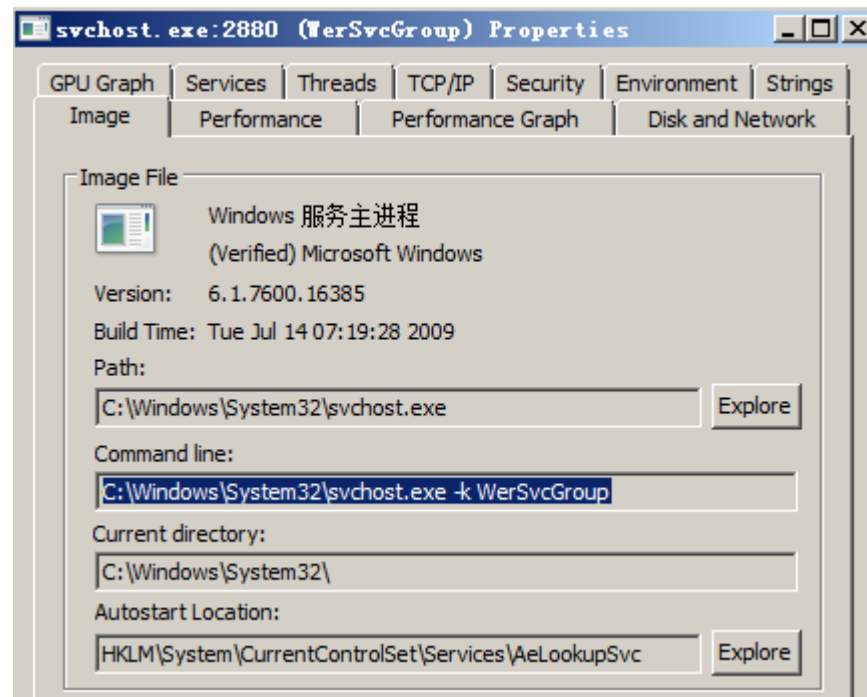 svchost.exe:2880 (WerSvcGroup) Properties
GPU Graph Services Threads TCP/IP Security Environment Strings
Image Performance Performance Graph Disk and Network
Image File
Windows 服务主进程
(Verified) Microsoft Windows
Version: 6.1.7600.16385
Build Time: Tue Jul 14 07:19:28 2009
Path:
C:\Windows\System32\svchost.exe Explore
Command line:
C:\Windows\System32\svchost.exe -k WerSvcGroup
Current directory:
C:\Windows\System32\
Autostart Location:
HKLM\System\CurrentControlSet\Services\AeLookupSvc Explore